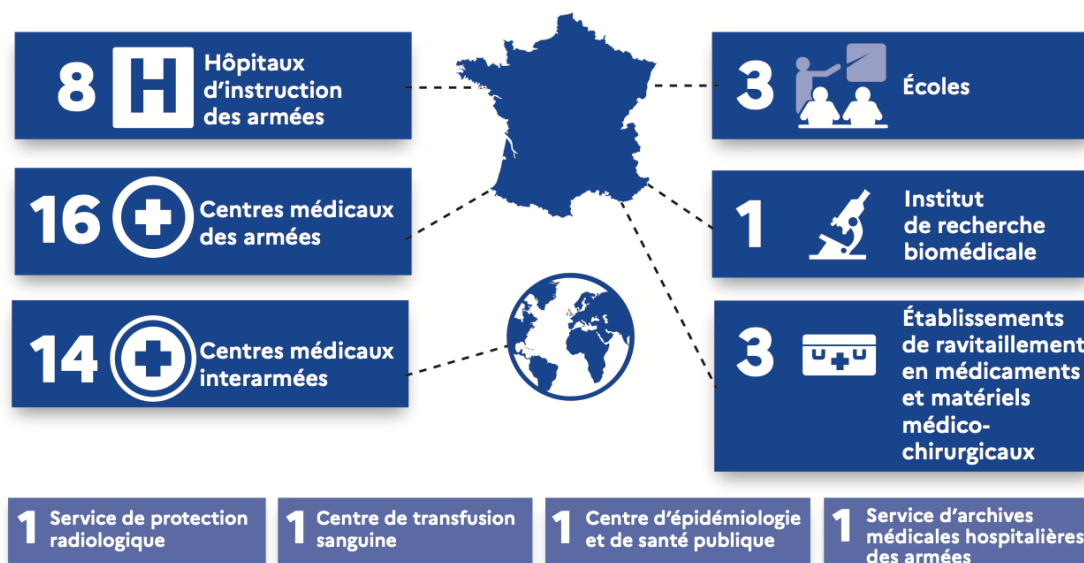 8
H
Hôpitaux
d'instruction
des armées
16
Centres médicaux
des armées
14
Centres médicaux
interarmées
3
Écoles
1
Institut
de recherche
biomédicale
3
Établissements
de ravitaillement
en médicaments
et matériels
médico-
chirurgicaux
1 Service de protection
radiologique
1 Centre de transfusion
sanguine
1 Centre d'épidémiologie
et de santé publique
1 Service d'archives
médicales hospitalières
des armées